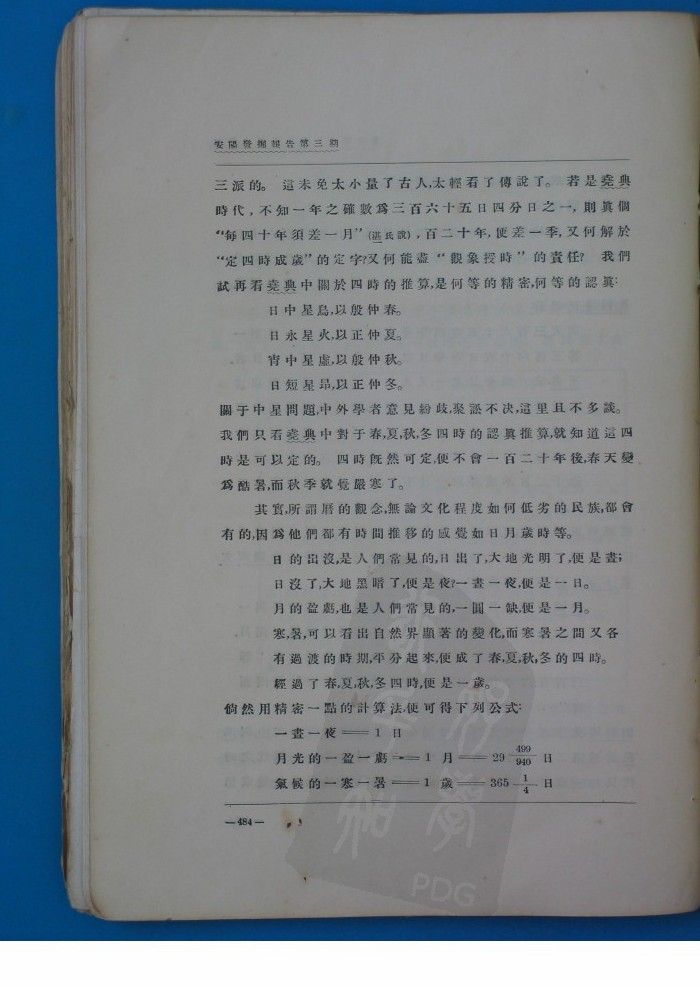 安陽發掘報告第三期
三派的。 這未免太小量了古人,太輕看了傳說了。 若是堯典
時代,不知一年之確數爲三百六十五日四分日之一,則眞個
“每四十年須差一月”(湛氏說),百二十年,便差一季,又何解於
“定四時成歲”的定字?又何能盡“觀象授時”的責任? 我們
試再看堯典中關於四時的推算,是何等的精密,何等的認眞:
日中星鳥,以殷仲春。
日永星火,以正仲夏。
宵中星虛,以殷仲秋。
日短星昴,以正仲冬。
關于中星問題,中外學者意見紛歧,聚訟不決,這里且不多談。
我們只看堯典中對于春,夏,秋,冬四時的認眞推算,就知道這四
時是可以定的。 四時旣然可定,便不會一百二十年後,春天變
爲酷暑,而秋季就覺嚴寒了。
其實,所謂曆的觀念,無論文化程度如何低劣的民族,都會
有的,因爲他們都有時間推移的感覺如日月歲時等。
日的出沒,是人們常見的,日出了,大地光明了,便是晝;
日沒了,大地黑暗了,便是夜?一晝一夜,便是一日。
月的盈虧,也是人們常見的,一圓一缺,便是一月。
寒,暑,可以看出自然界顯著的變化,而寒暑之間又各
有過渡的時期,平分起來,便成了春,夏,秋,冬的四時。
經過了春,夏,秋,冬四時,便是一歲。
倘然用精密一點的計算法,便可得下列公式:
一晝一夜══1 日
月光的一盈一虧══1 月══29 499/940 日
氣候的一寒一暑══1 歲══365 1/4 日
—484—
PDG